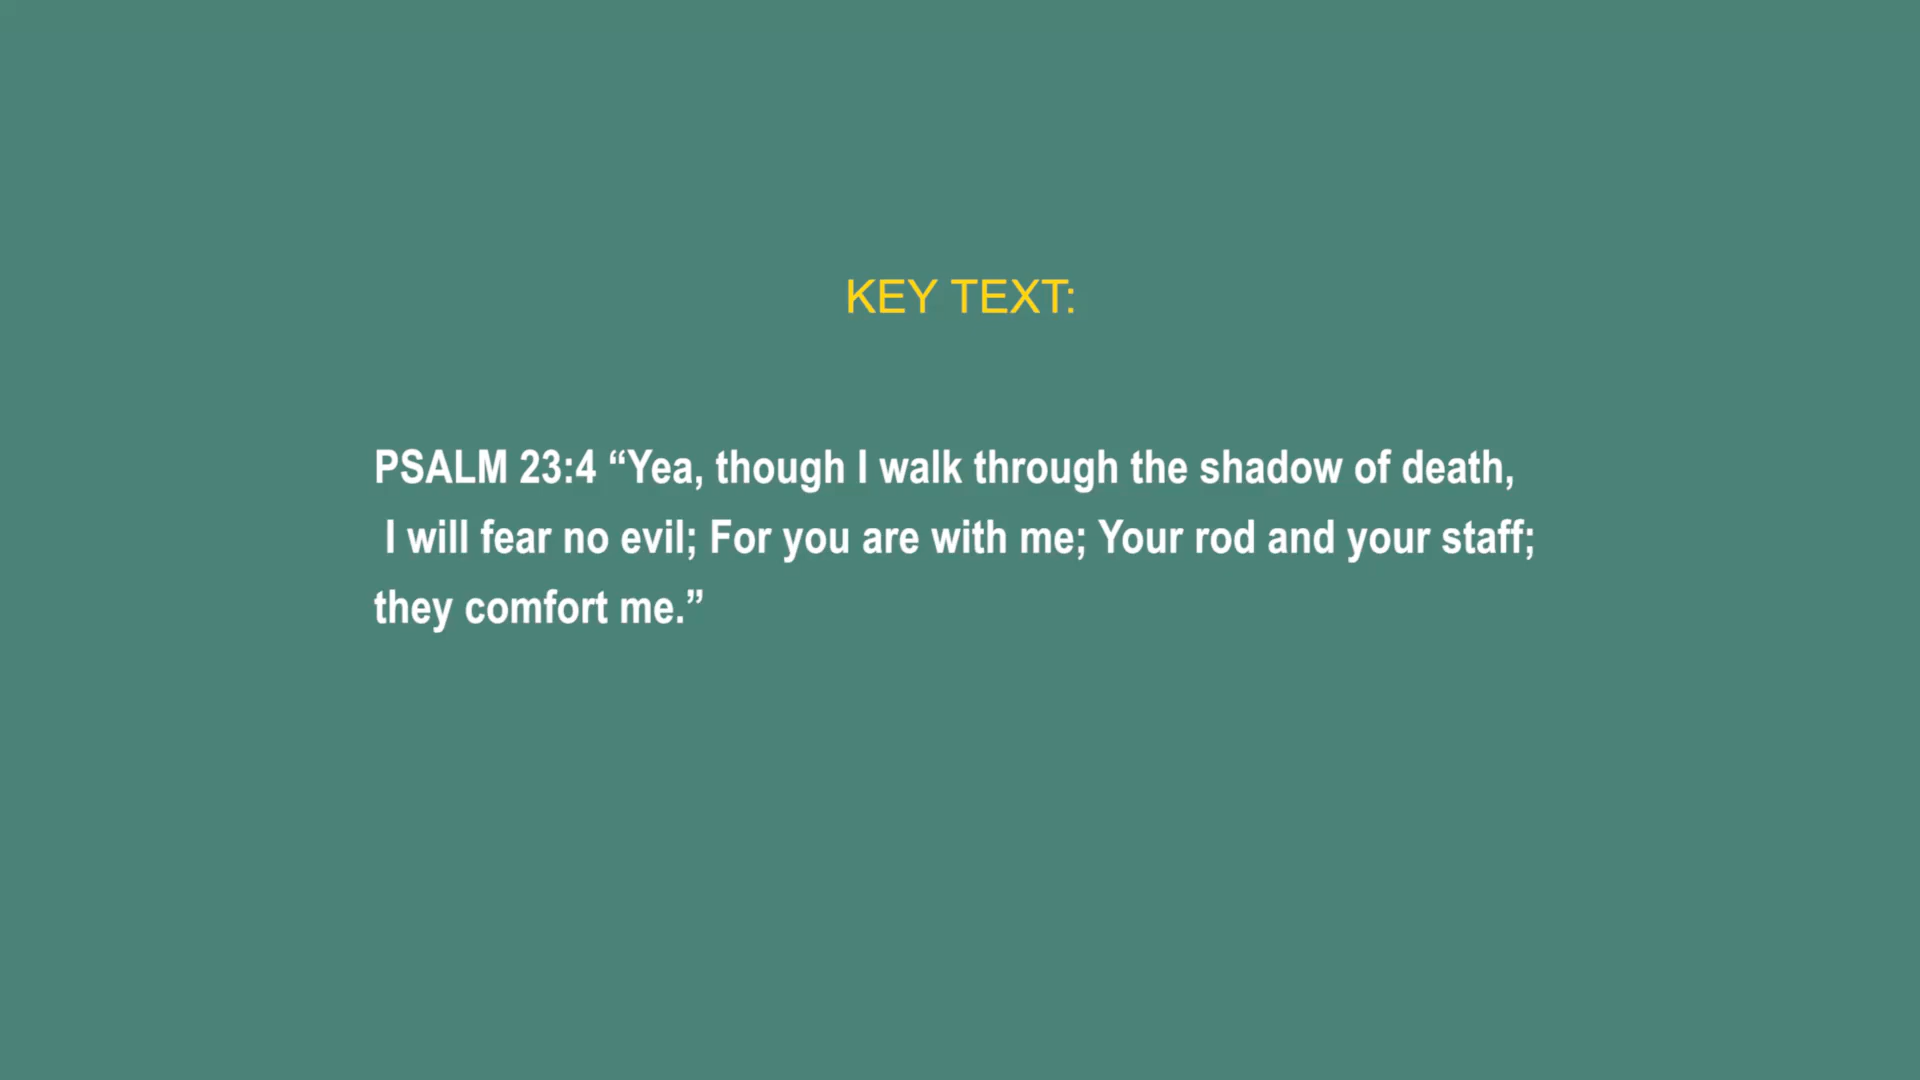 KEY TEXT:
PSALM 23:4 “Yea, though I walk through the shadow of death,
I will fear no evil; For you are with me; Your rod and your staff;
they comfort me.”